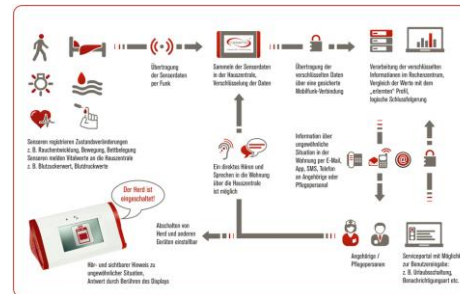 Übertragung
der Sensordaten
per Funk
Sammeln der Sensordaten
in der Hauszentrale,
Verschlüsselung der Daten
Übertragung der
verschlüsselten Daten
über eine gesicherte
Mobilfunk-Verbindung
Verarbeitung der verschlüsselten
Informationen im Rechenzentrum,
Vergleich der Werte mit dem
„erlernten“ Profil,
logische Schlussfolgerung
Sensoren registrieren Zustandsveränderungen
z. B. Rauchentwicklung, Bewegung, Bettbelegung
Sensoren melden Vitalwerte an die Hauszentrale
z. B. Blutzuckerwert, Blutdruckwerte
Ein direktes Hören und
Sprechen in die Wohnung
über die Hauszentrale
ist möglich
Information über
ungewöhnliche
Situation in der
Wohnung per E-Mail,
App, SMS, Telefon
an Angehörige oder
Pflegepersonal
Der Herd ist
eingeschaltet!
Abschalten von
Herd und anderen
Geräten einstellbar
Hör- und sichtbarer Hinweis zu
ungewöhnlicher Situation,
Antwort durch Berühren des Displays
Angehörige /
Pflegepersonen
Serviceportal mit Möglichkeit
zur Benutzereingabe:
z. B. Urlaubsschaltung,
Benachrichtigungsart etc.